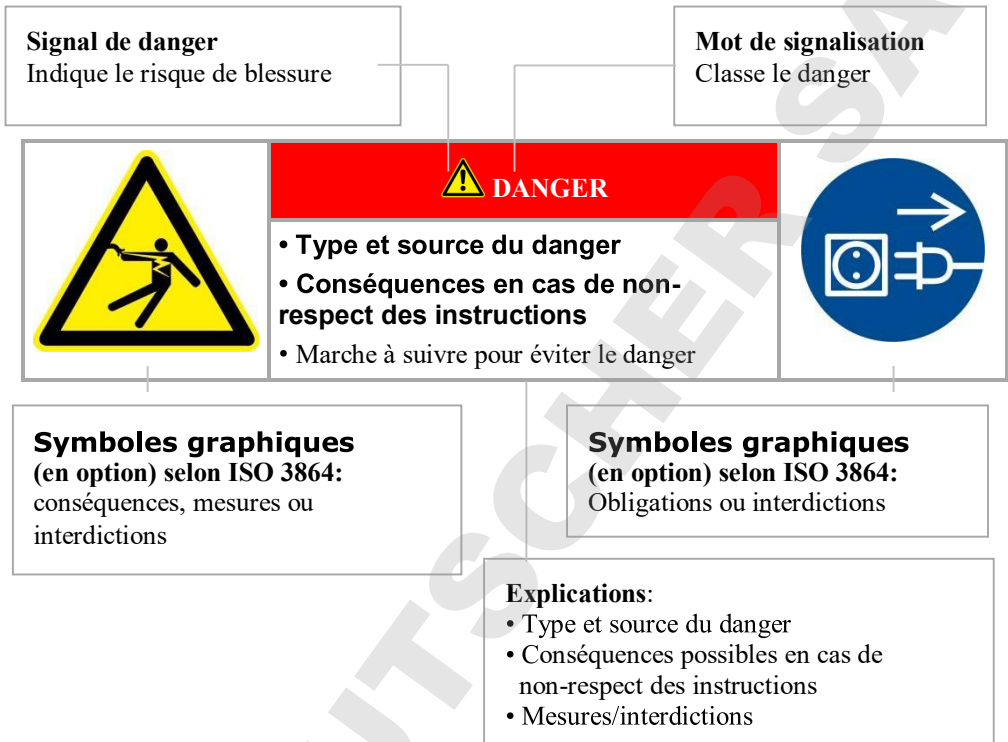 Signal de danger
Indique le risque de blessure
Mot de signalisation
Classe le danger
DANGER
• Type et source du danger
• Conséquences en cas de non-
respect des instructions
• Marche à suivre pour éviter le danger
Symboles graphiques
(en option) selon ISO 3864:
conséquences, mesures ou
interdictions
Symboles graphiques
(en option) selon ISO 3864:
Obligations ou interdictions
Explications:
• Type et source du danger
• Conséquences possibles en cas de
non-respect des instructions
• Mesures/interdictions
UTSCHER SA